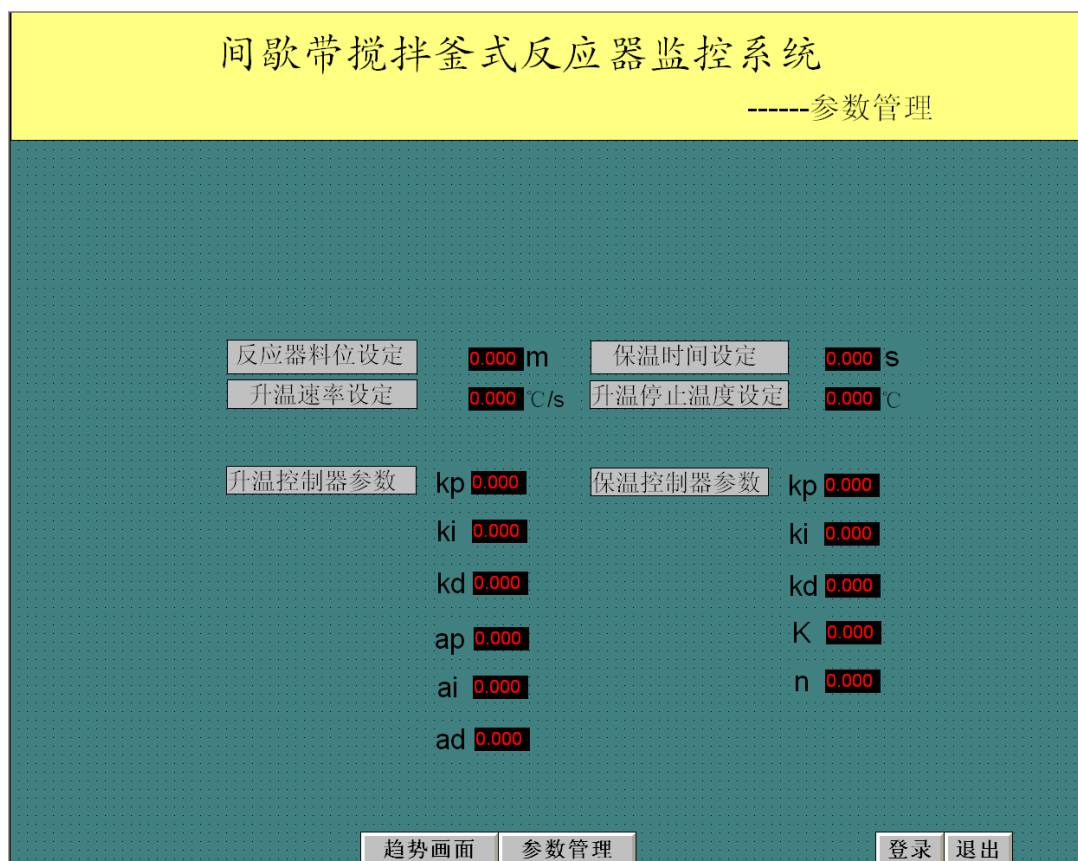 间歇带搅拌釜式反应器监控系统
------参数管理
反应器料位设定 0.000 m 保温时间设定 0.000 s
升温速率设定 0.000 ℃/s 升温停止温度设定 0.000 ℃
升温控制器参数 kp 0.000 保温控制器参数 kp 0.000
ki 0.000 ki 0.000
kd 0.000 kd 0.000
ap 0.000 K 0.000
ai 0.000 n 0.000
ad 0.000
趋势画面 参数管理 登录 退出